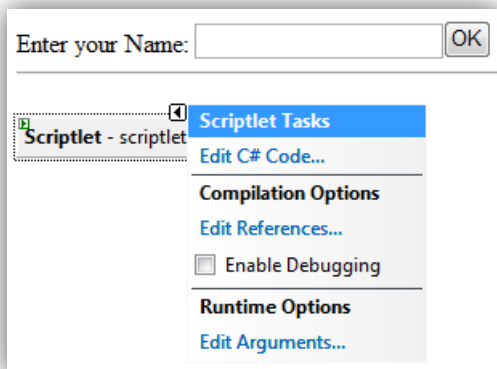 Enter your Name: OK
Scriptlet - scriptlet
Scriptlet Tasks
Edit C# Code...
Compilation Options
Edit References...
Enable Debugging
Runtime Options
Edit Arguments...